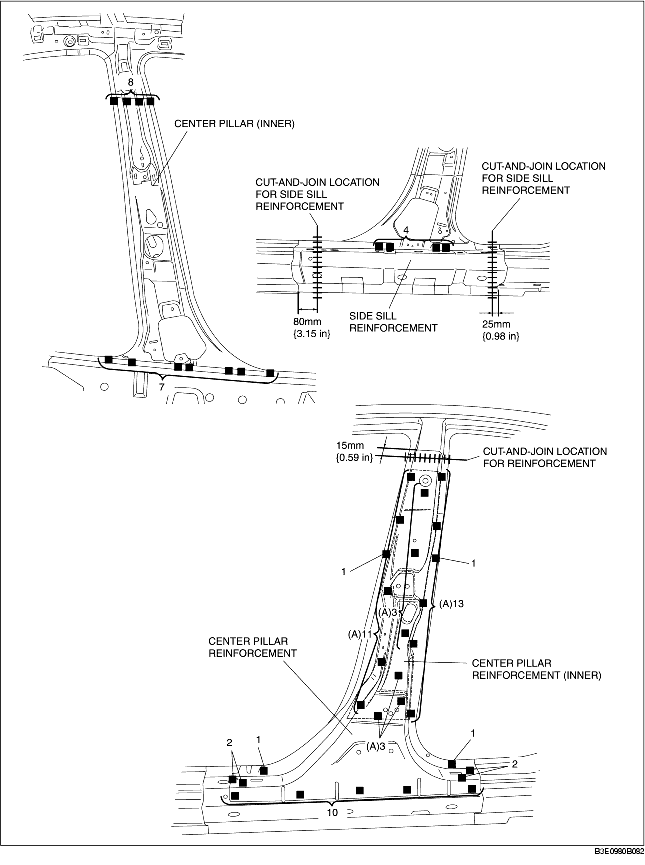 8
CENTER PILLAR (INNER)
7
CUT-AND-JOIN LOCATION
FOR SIDE SILL
REINFORCEMENT
CUT-AND-JOIN LOCATION
FOR SIDE SILL
REINFORCEMENT
4
80mm
{3.15 in}
SIDE SILL
REINFORCEMENT
25mm
{0.98 in}
15mm
{0.59 in}
CUT-AND-JOIN LOCATION
FOR REINFORCEMENT
1
1
(A)3
(A)13
(A)11
CENTER PILLAR
REINFORCEMENT
CENTER PILLAR
REINFORCEMENT (INNER)
(A)3
2
1
1
2
10
B3E0980B082